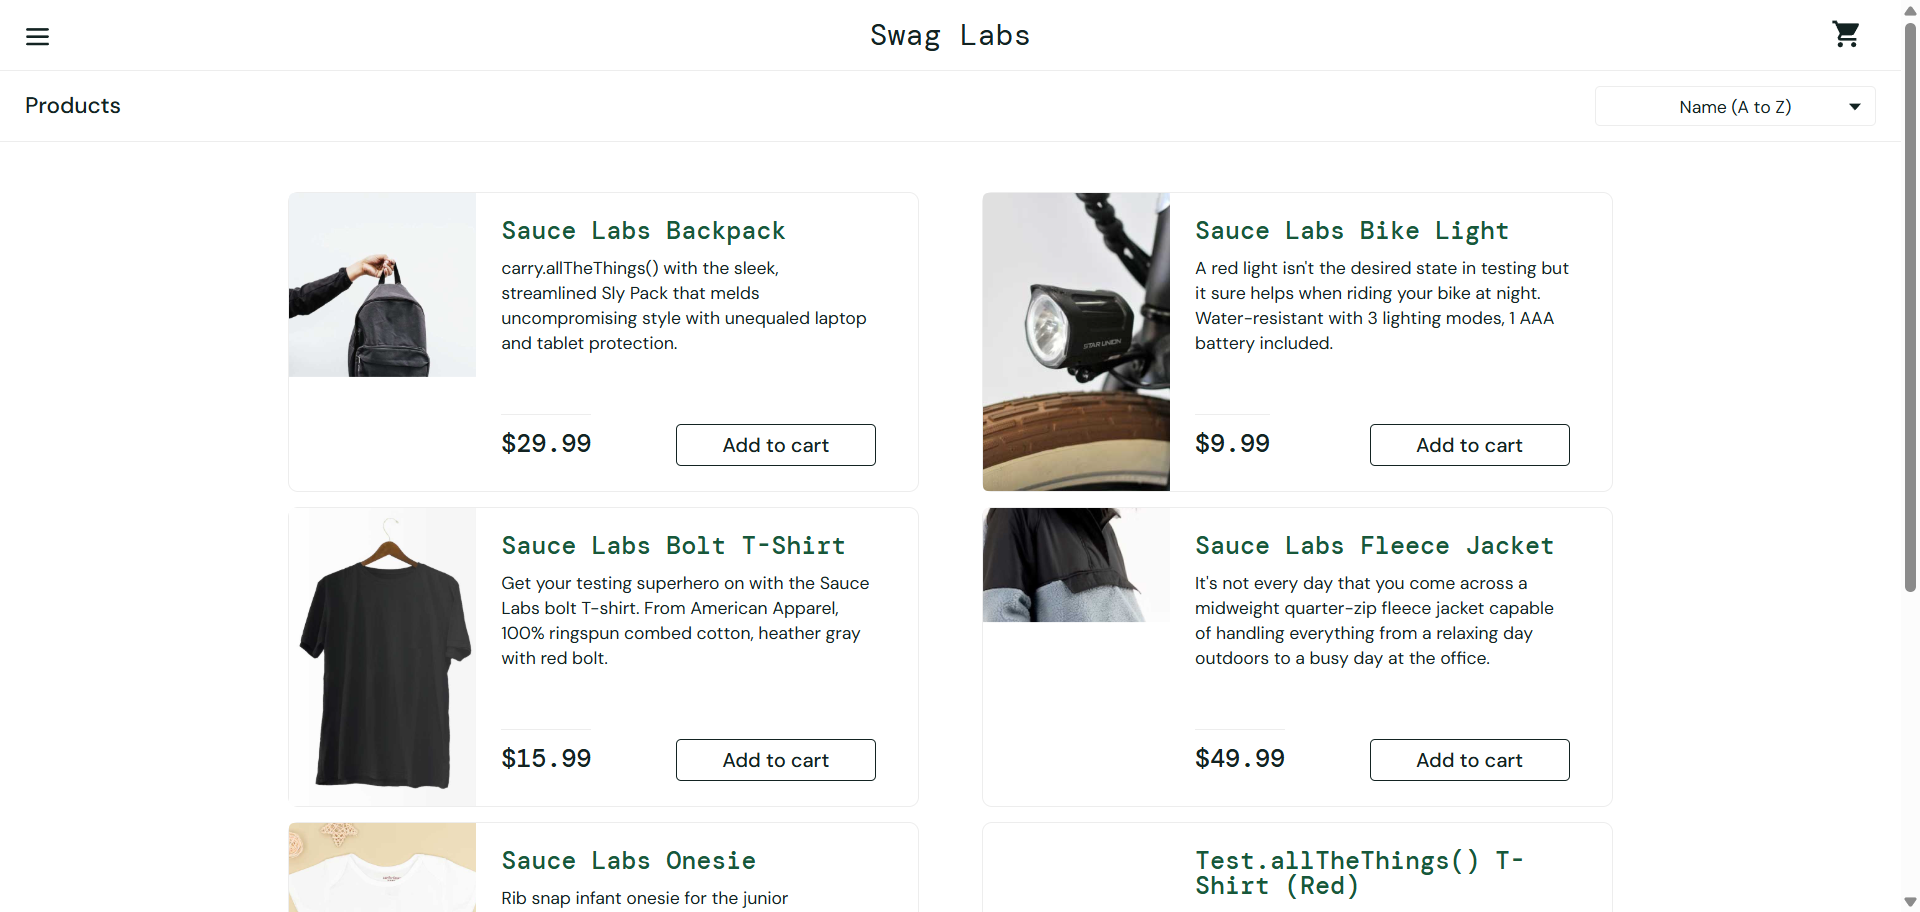 Swag Labs
Products
Name (A to Z)
Sauce Labs Backpack
carry.allTheThings() with the sleek,
streamlined Sly Pack that melds
uncompromising style with unequaled laptop
and tablet protection.
$29.99
Add to cart
Sauce Labs Bike Light
A red light isn't the desired state in testing but
it sure helps when riding your bike at night.
Water-resistant with 3 lighting modes, 1 AAA
battery included.
STAR UNION
$9.99
Add to cart
Sauce Labs Bolt T-Shirt
Get your testing superhero on with the Sauce
Labs bolt T-shirt. From American Apparel,
100% ringspun combed cotton, heather gray
with red bolt.
$15.99
Add to cart
Sauce Labs Fleece Jacket
It's not every day that you come across a
midweight quarter-zip fleece jacket capable
of handling everything from a relaxing day
outdoors to a busy day at the office.
$49.99
Add to cart
Sauce Labs Onesie
Rib snap infant onesie for the junior
Test.allTheThings() T-
Shirt (Red)